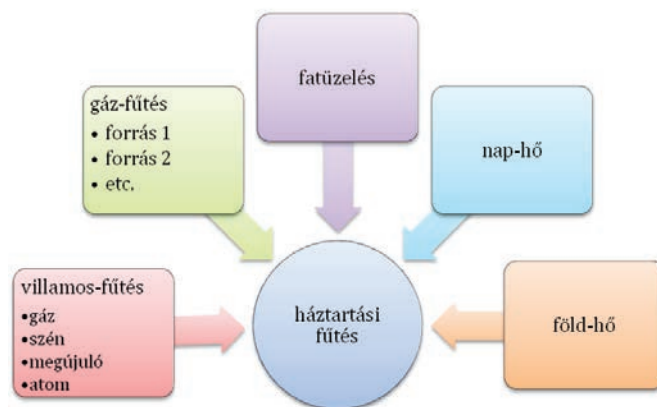 fatüzelés
gáz-fűtés
• forrás 1
• forrás 2
• etc.
nap-hő
villamos-fűtés
•gáz
•szén
•megújuló
•atom
háztartási
fűtés
föld-hő